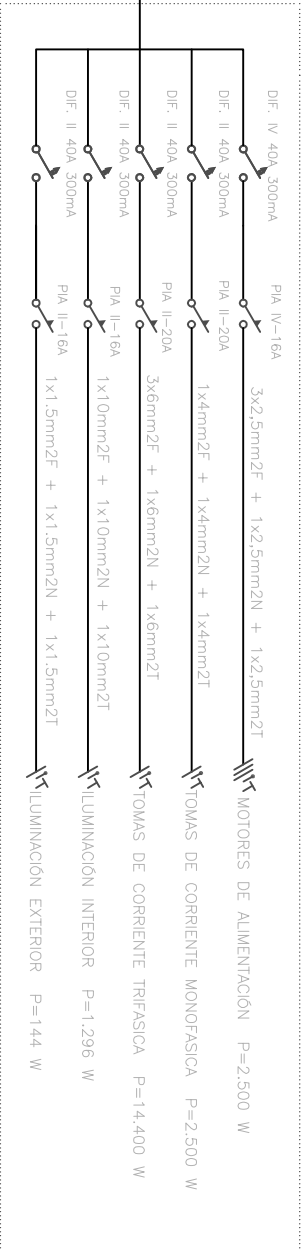 DIF. IV 40A 300mA
PIA IV-16A
3x2,5mm2F + 1x2,5mm2N + 1x2,5mm2T
MOTORES DE ALIMENTACIÓN P=2.500 W
DIF. II 40A 300mA
PIA II-20A
1x4mm2F + 1x4mm2N + 1x4mm2T
TOMAS DE CORRIENTE MONOFASICA P=2.500 W
DIF. II 40A 300mA
PIA II-20A
3x6mm2F + 1x6mm2N + 1x6mm2T
TOMAS DE CORRIENTE TRIFASICA P=14.400 W
DIF. II 40A 300mA
PIA II-16A
1x10mm2F + 1x10mm2N + 1x10mm2T
ILUMINACIÓN INTERIOR P=1.296 W
DIF. II 40A 300mA
PIA II-16A
1x1.5mm2F + 1x1.5mm2N + 1x1.5mm2T
ILUMINACIÓN EXTERIOR P=144 W